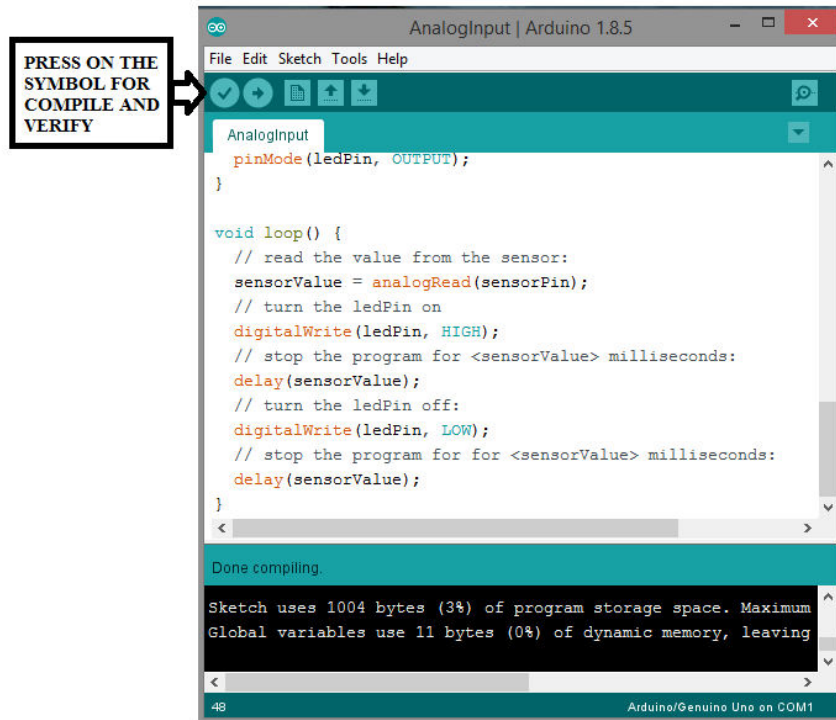 AnalogInput | Arduino 1.8.5
File Edit Sketch Tools Help
PRESS ON THE
SYMBOL FOR
COMPILE AND
VERIFY
AnalogInput
pinMode(ledPin, OUTPUT);
}
void loop() {
// read the value from the sensor:
sensorValue = analogRead(sensorPin);
// turn the ledPin on
digitalWrite(ledPin, HIGH);
// stop the program for <sensorValue> milliseconds:
delay(sensorValue);
// turn the ledPin off:
digitalWrite(ledPin, LOW);
// stop the program for for <sensorValue> milliseconds:
delay(sensorValue);
}
Done compiling.
Sketch uses 1004 bytes (3%) of program storage space. Maximum
Global variables use 11 bytes (0%) of dynamic memory, leaving
48
Arduino/Genuino Uno on COM1